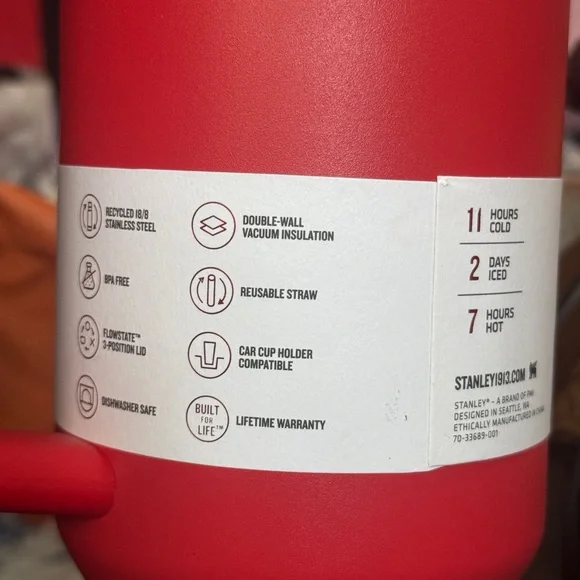 RECYCLED 18/8
STAINLESS STEEL
BPA FREE
FLOWSTATE™
3-POSITION LID
DISHWASHER SAFE
DOUBLE-WALL
VACUUM INSULATION
REUSABLE STRAW
CAR CUP HOLDER
COMPATIBLE
BUILT
FOR
LIFE™
LIFETIME WARRANTY
11 HOURS
COLD
2 DAYS
ICED
7 HOURS
HOT
STANLEY1913.COM
STANLEY® - A BRAND OF PMI
DESIGNED IN SEATTLE, WA
ETHICALLY MANUFACTURED IN CHINA
70-33689-001